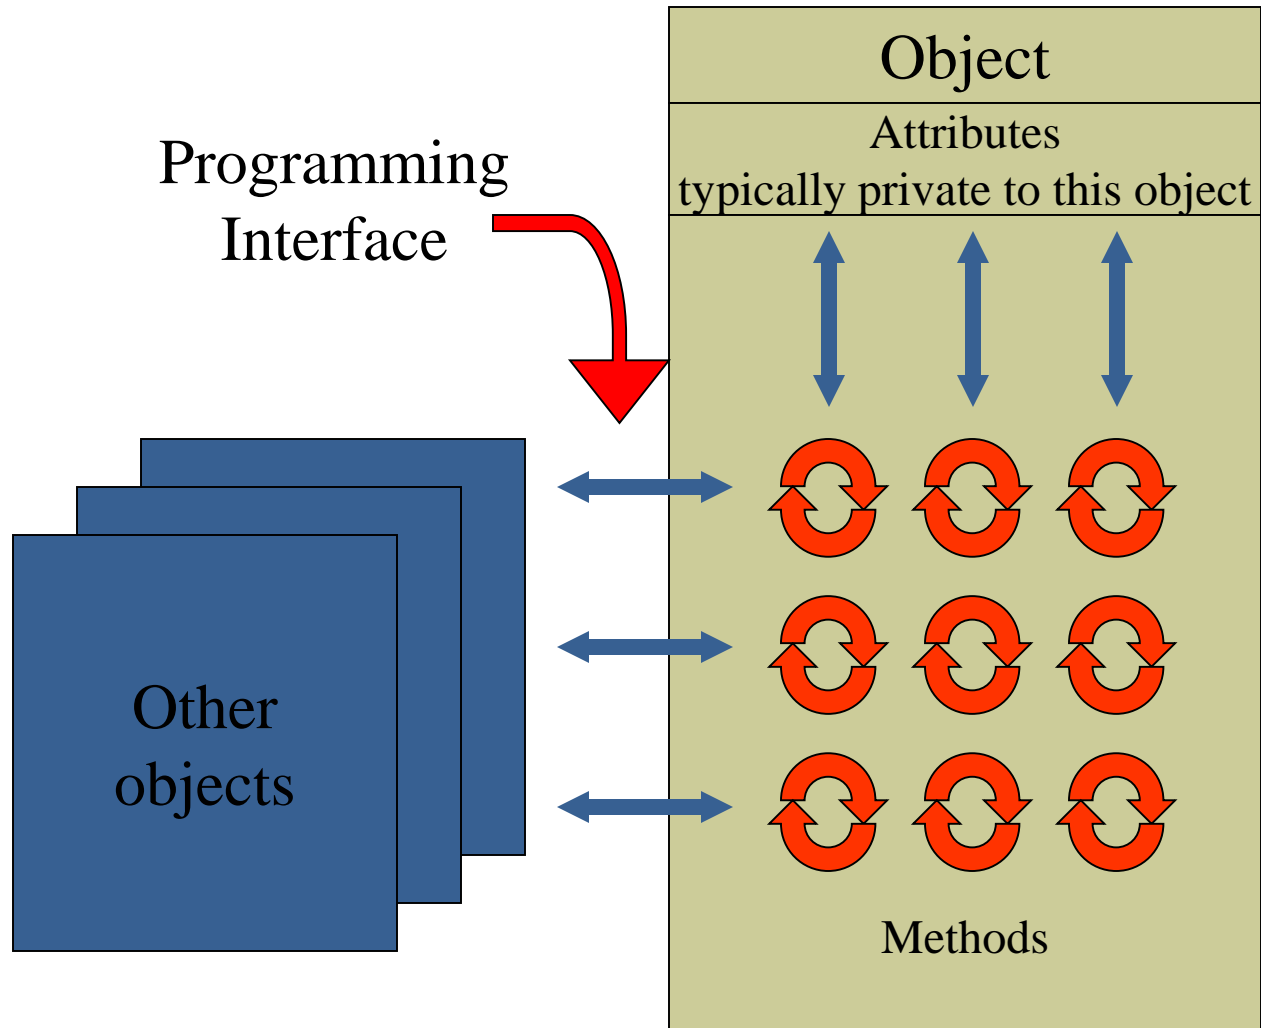 Object
Attributes
typically private to this object
Programming
Interface
Other
objects
Methods